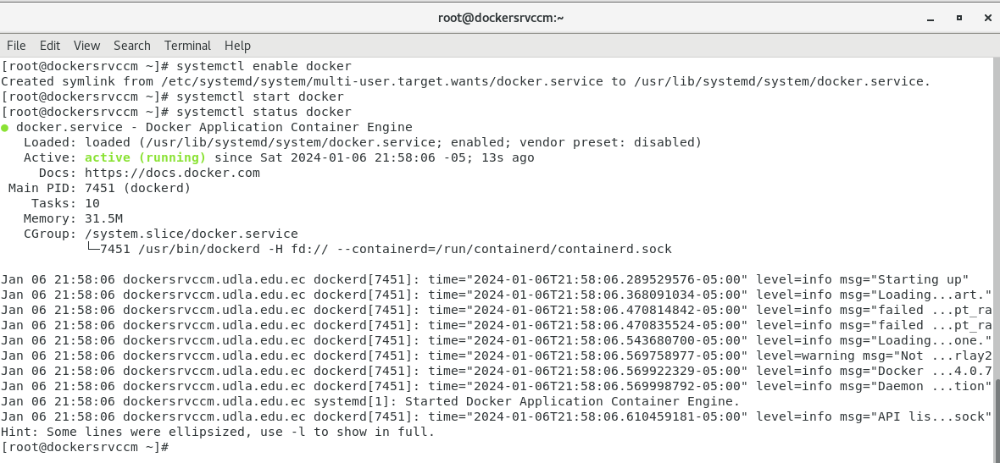 root@dockersrvccm:~
File Edit View Search Terminal Help
[root@dockersrvccm ~]# systemctl enable docker
Created symlink from /etc/systemd/system/multi-user.target.wants/docker.service to /usr/lib/systemd/system/docker.service.
[root@dockersrvccm ~]# systemctl start docker
[root@dockersrvccm ~]# systemctl status docker
● docker.service - Docker Application Container Engine
   Loaded: loaded (/usr/lib/systemd/system/docker.service; enabled; vendor preset: disabled)
   Active: active (running) since Sat 2024-01-06 21:58:06 -05; 13s ago
     Docs: https://docs.docker.com
 Main PID: 7451 (dockerd)
    Tasks: 10
   Memory: 31.5M
   CGroup: /system.slice/docker.service
           └─7451 /usr/bin/dockerd -H fd:// --containerd=/run/containerd/containerd.sock
Jan 06 21:58:06 dockersrvccm.udla.edu.ec dockerd[7451]: time="2024-01-06T21:58:06.289529576-05:00" level=info msg="Starting up"
Jan 06 21:58:06 dockersrvccm.udla.edu.ec dockerd[7451]: time="2024-01-06T21:58:06.368091034-05:00" level=info msg="Loading...art."
Jan 06 21:58:06 dockersrvccm.udla.edu.ec dockerd[7451]: time="2024-01-06T21:58:06.470814842-05:00" level=info msg="failed ...pt_ra
Jan 06 21:58:06 dockersrvccm.udla.edu.ec dockerd[7451]: time="2024-01-06T21:58:06.470835524-05:00" level=info msg="failed ...pt_ra
Jan 06 21:58:06 dockersrvccm.udla.edu.ec dockerd[7451]: time="2024-01-06T21:58:06.543680700-05:00" level=info msg="Loading...one."
Jan 06 21:58:06 dockersrvccm.udla.edu.ec dockerd[7451]: time="2024-01-06T21:58:06.569758977-05:00" level=warning msg="Not ...rlay2
Jan 06 21:58:06 dockersrvccm.udla.edu.ec dockerd[7451]: time="2024-01-06T21:58:06.569922329-05:00" level=info msg="Docker ...4.0.7
Jan 06 21:58:06 dockersrvccm.udla.edu.ec dockerd[7451]: time="2024-01-06T21:58:06.569998792-05:00" level=info msg="Daemon ...tion"
Jan 06 21:58:06 dockersrvccm.udla.edu.ec systemd[1]: Started Docker Application Container Engine.
Jan 06 21:58:06 dockersrvccm.udla.edu.ec dockerd[7451]: time="2024-01-06T21:58:06.610459181-05:00" level=info msg="API lis...sock"
Hint: Some lines were ellipsized, use -l to show in full.
[root@dockersrvccm ~]#